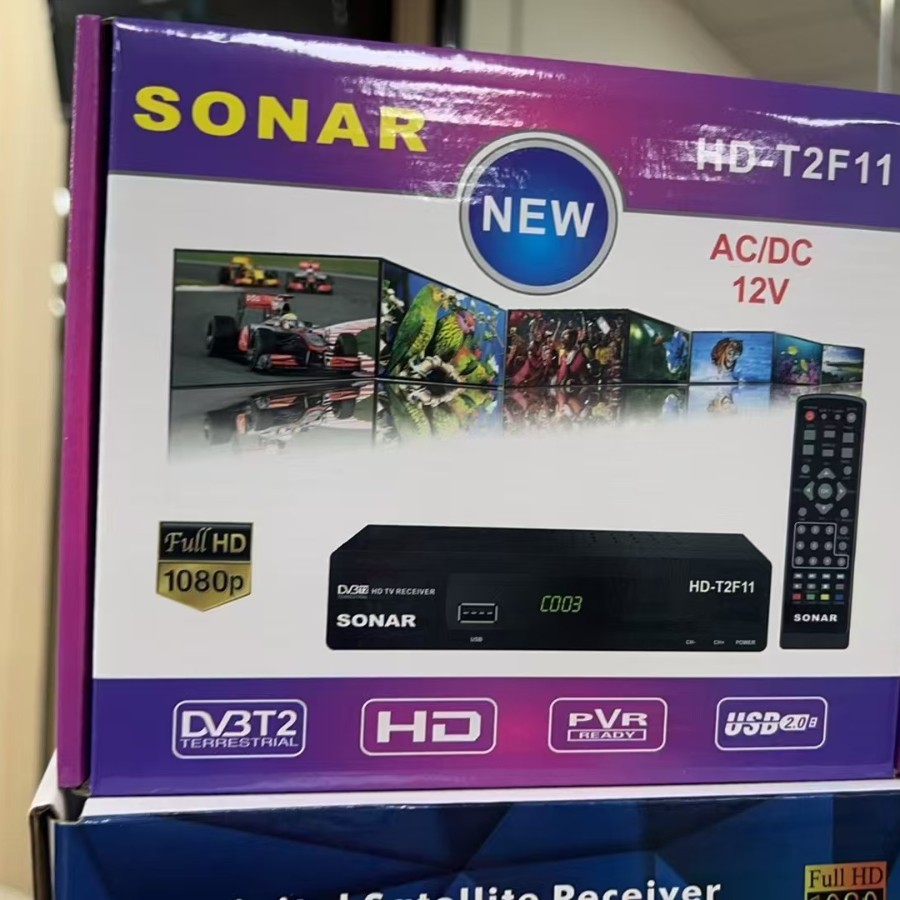 SONAR
HD-T2F11
NEW
AC/DC
12V
Full HD
1080p
DVB T2 HD TV RECEIVER
TERRESTRIAL
SONAR
USB
C003
HD-T2F11
CH-
CH+
POWER
SONAR
DVB T2
TERRESTRIAL
HD
PVR
READY
USB 2.0
Satellite Receiver
Full HD